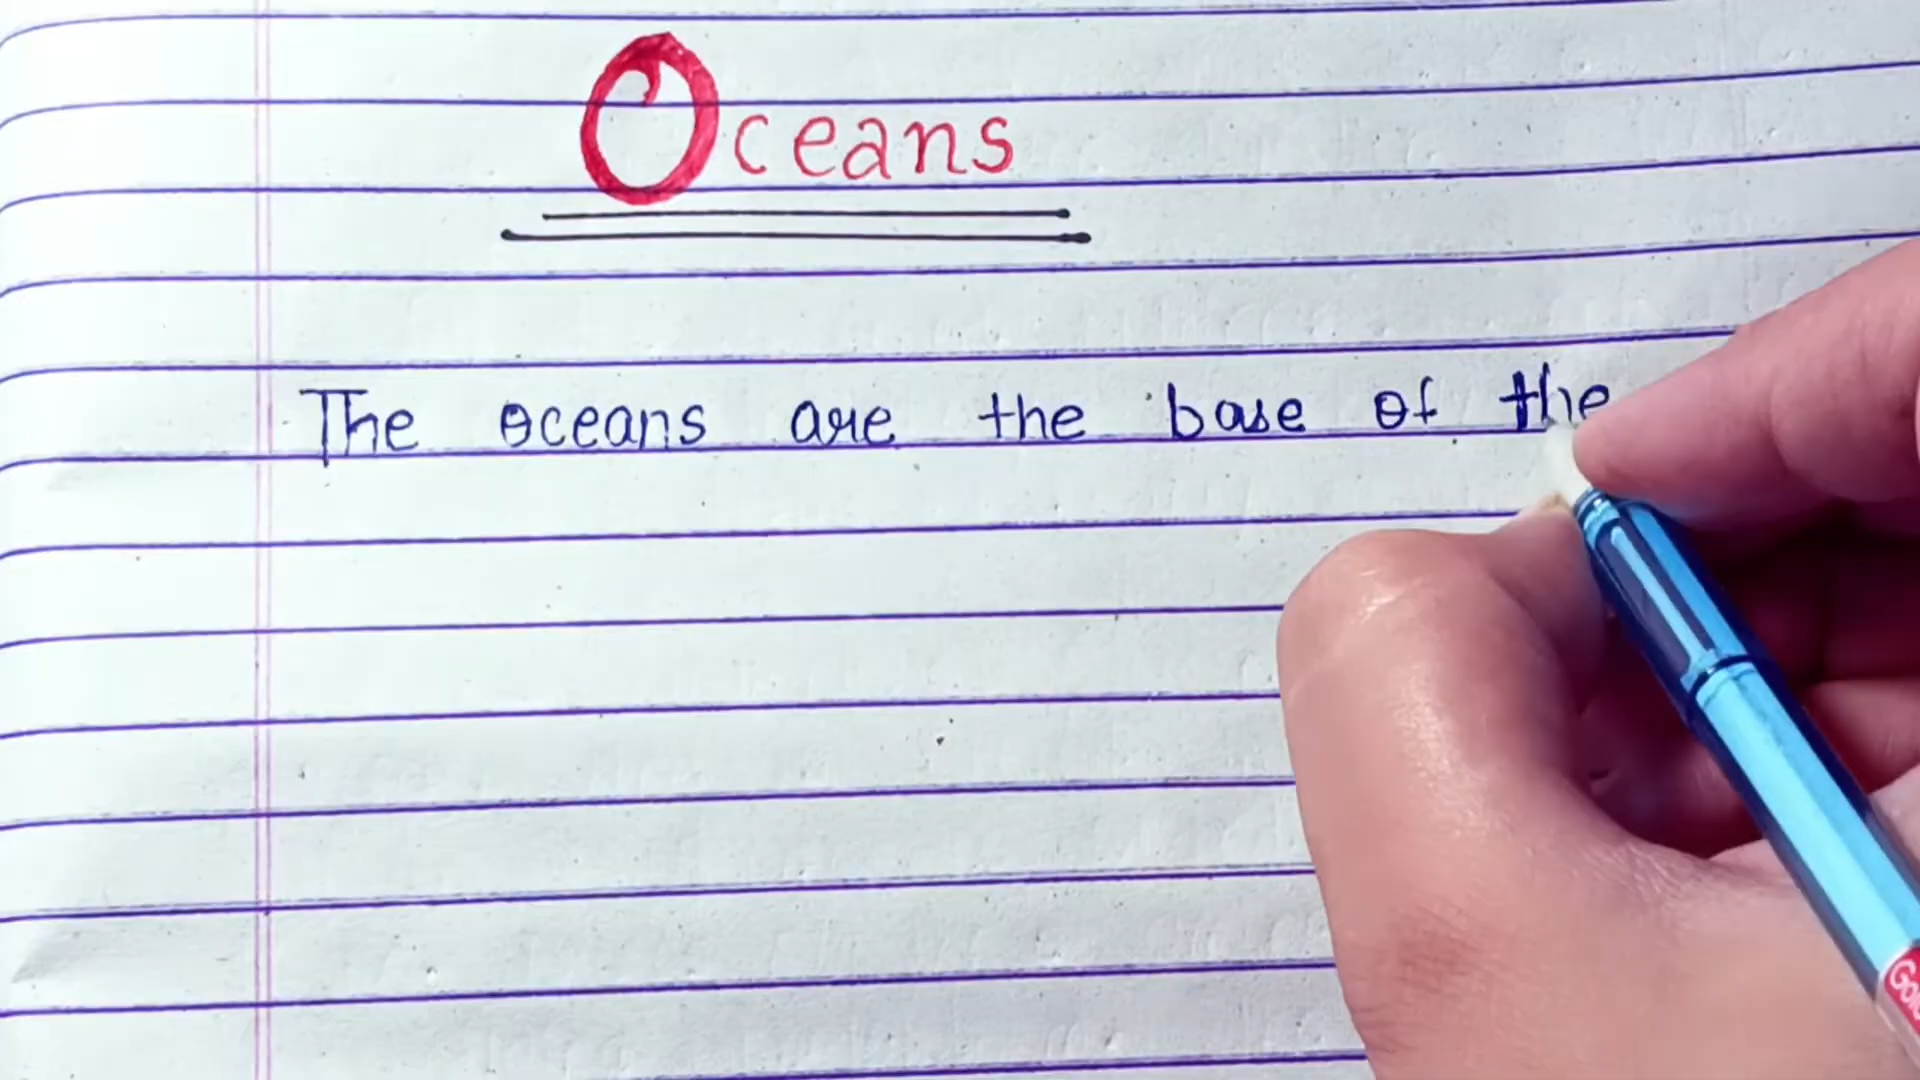 Oceans
The oceans are the base of the